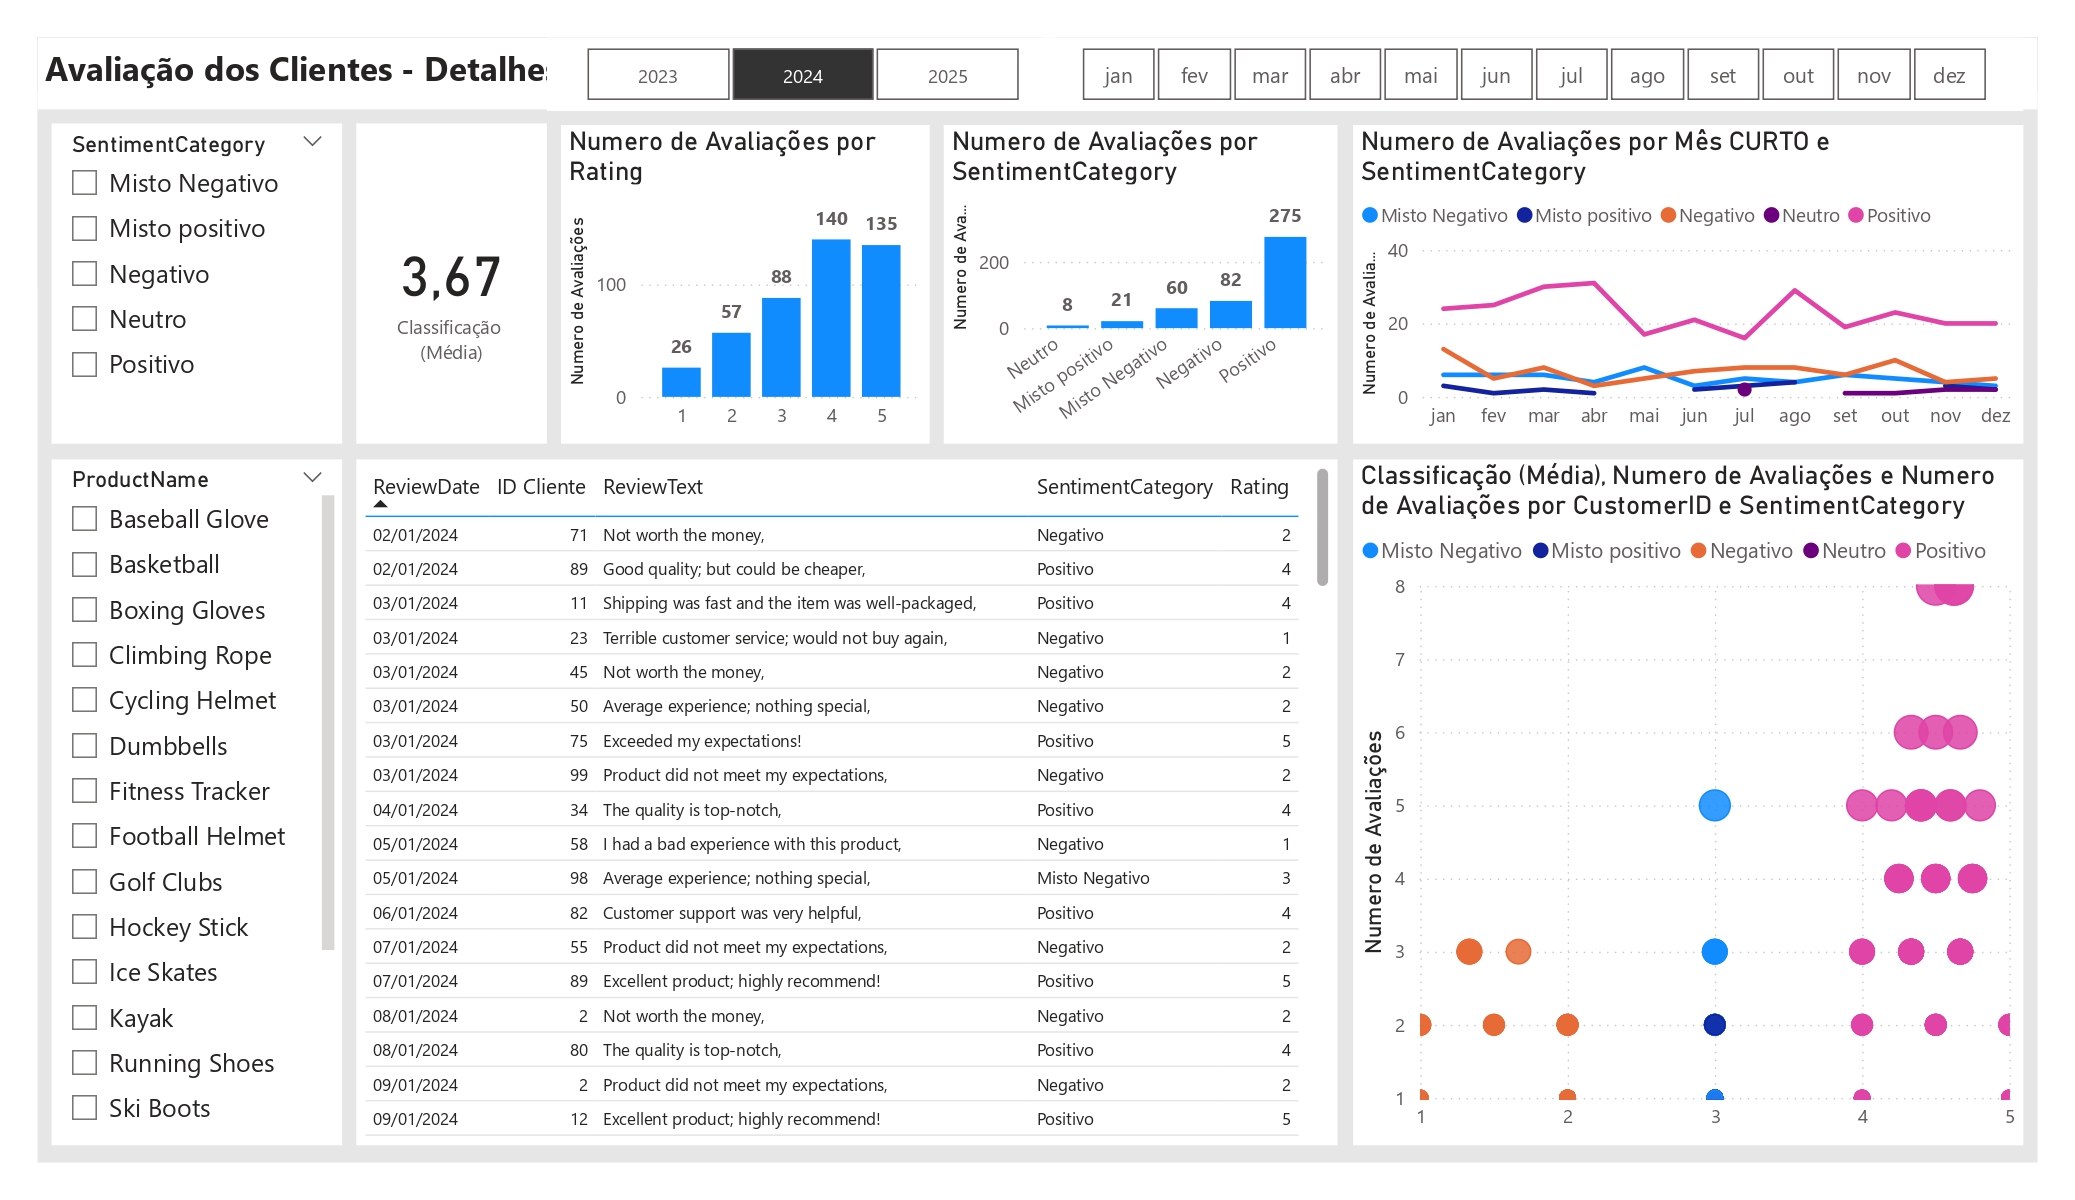 Avaliação dos Clientes - Detalhes
2023 2024 2025
jan fev mar abr mai jun jul ago set out nov dez
SentimentCategory
Misto Negativo
Misto positivo
Negativo
Neutro
Positivo
3,67
Classificação
(Média)
Numero de Avaliações por
Rating
Numero de Avaliações
100
0
26
57
88
140
135
1 2 3 4 5
Numero de Avaliações por
SentimentCategory
Numero de Ava...
200
0
8
21
60
82
275
Neutro
Misto positivo
Misto Negativo
Negativo
Positivo
Numero de Avaliações por Mês CURTO e
SentimentCategory
Misto Negativo Misto positivo Negativo Neutro Positivo
Numero de Avalia...
40
20
0
jan fev mar abr mai jun jul ago set out nov dez
ProductName
Baseball Glove
Basketball
Boxing Gloves
Climbing Rope
Cycling Helmet
Dumbbells
Fitness Tracker
Football Helmet
Golf Clubs
Hockey Stick
Ice Skates
Kayak
Running Shoes
Ski Boots
ReviewDate ID Cliente ReviewText SentimentCategory Rating
02/01/2024 71 Not worth the money, Negativo 2
02/01/2024 89 Good quality; but could be cheaper, Positivo 4
03/01/2024 11 Shipping was fast and the item was well-packaged, Positivo 4
03/01/2024 23 Terrible customer service; would not buy again, Negativo 1
03/01/2024 45 Not worth the money, Negativo 2
03/01/2024 50 Average experience; nothing special, Negativo 2
03/01/2024 75 Exceeded my expectations! Positivo 5
03/01/2024 99 Product did not meet my expectations, Negativo 2
04/01/2024 34 The quality is top-notch, Positivo 4
05/01/2024 58 I had a bad experience with this product, Negativo 1
05/01/2024 98 Average experience; nothing special, Misto Negativo 3
06/01/2024 82 Customer support was very helpful, Positivo 4
07/01/2024 55 Product did not meet my expectations, Negativo 2
07/01/2024 89 Excellent product; highly recommend! Positivo 5
08/01/2024 2 Not worth the money, Negativo 2
08/01/2024 80 The quality is top-notch, Positivo 4
09/01/2024 2 Product did not meet my expectations, Negativo 2
09/01/2024 12 Excellent product; highly recommend! Positivo 5
Classificação (Média), Numero de Avaliações e Numero
de Avaliações por CustomerID e SentimentCategory
Misto Negativo Misto positivo Negativo Neutro Positivo
Numero de Avaliações
8
7
6
5
4
3
2
1
1 2 3 4 5